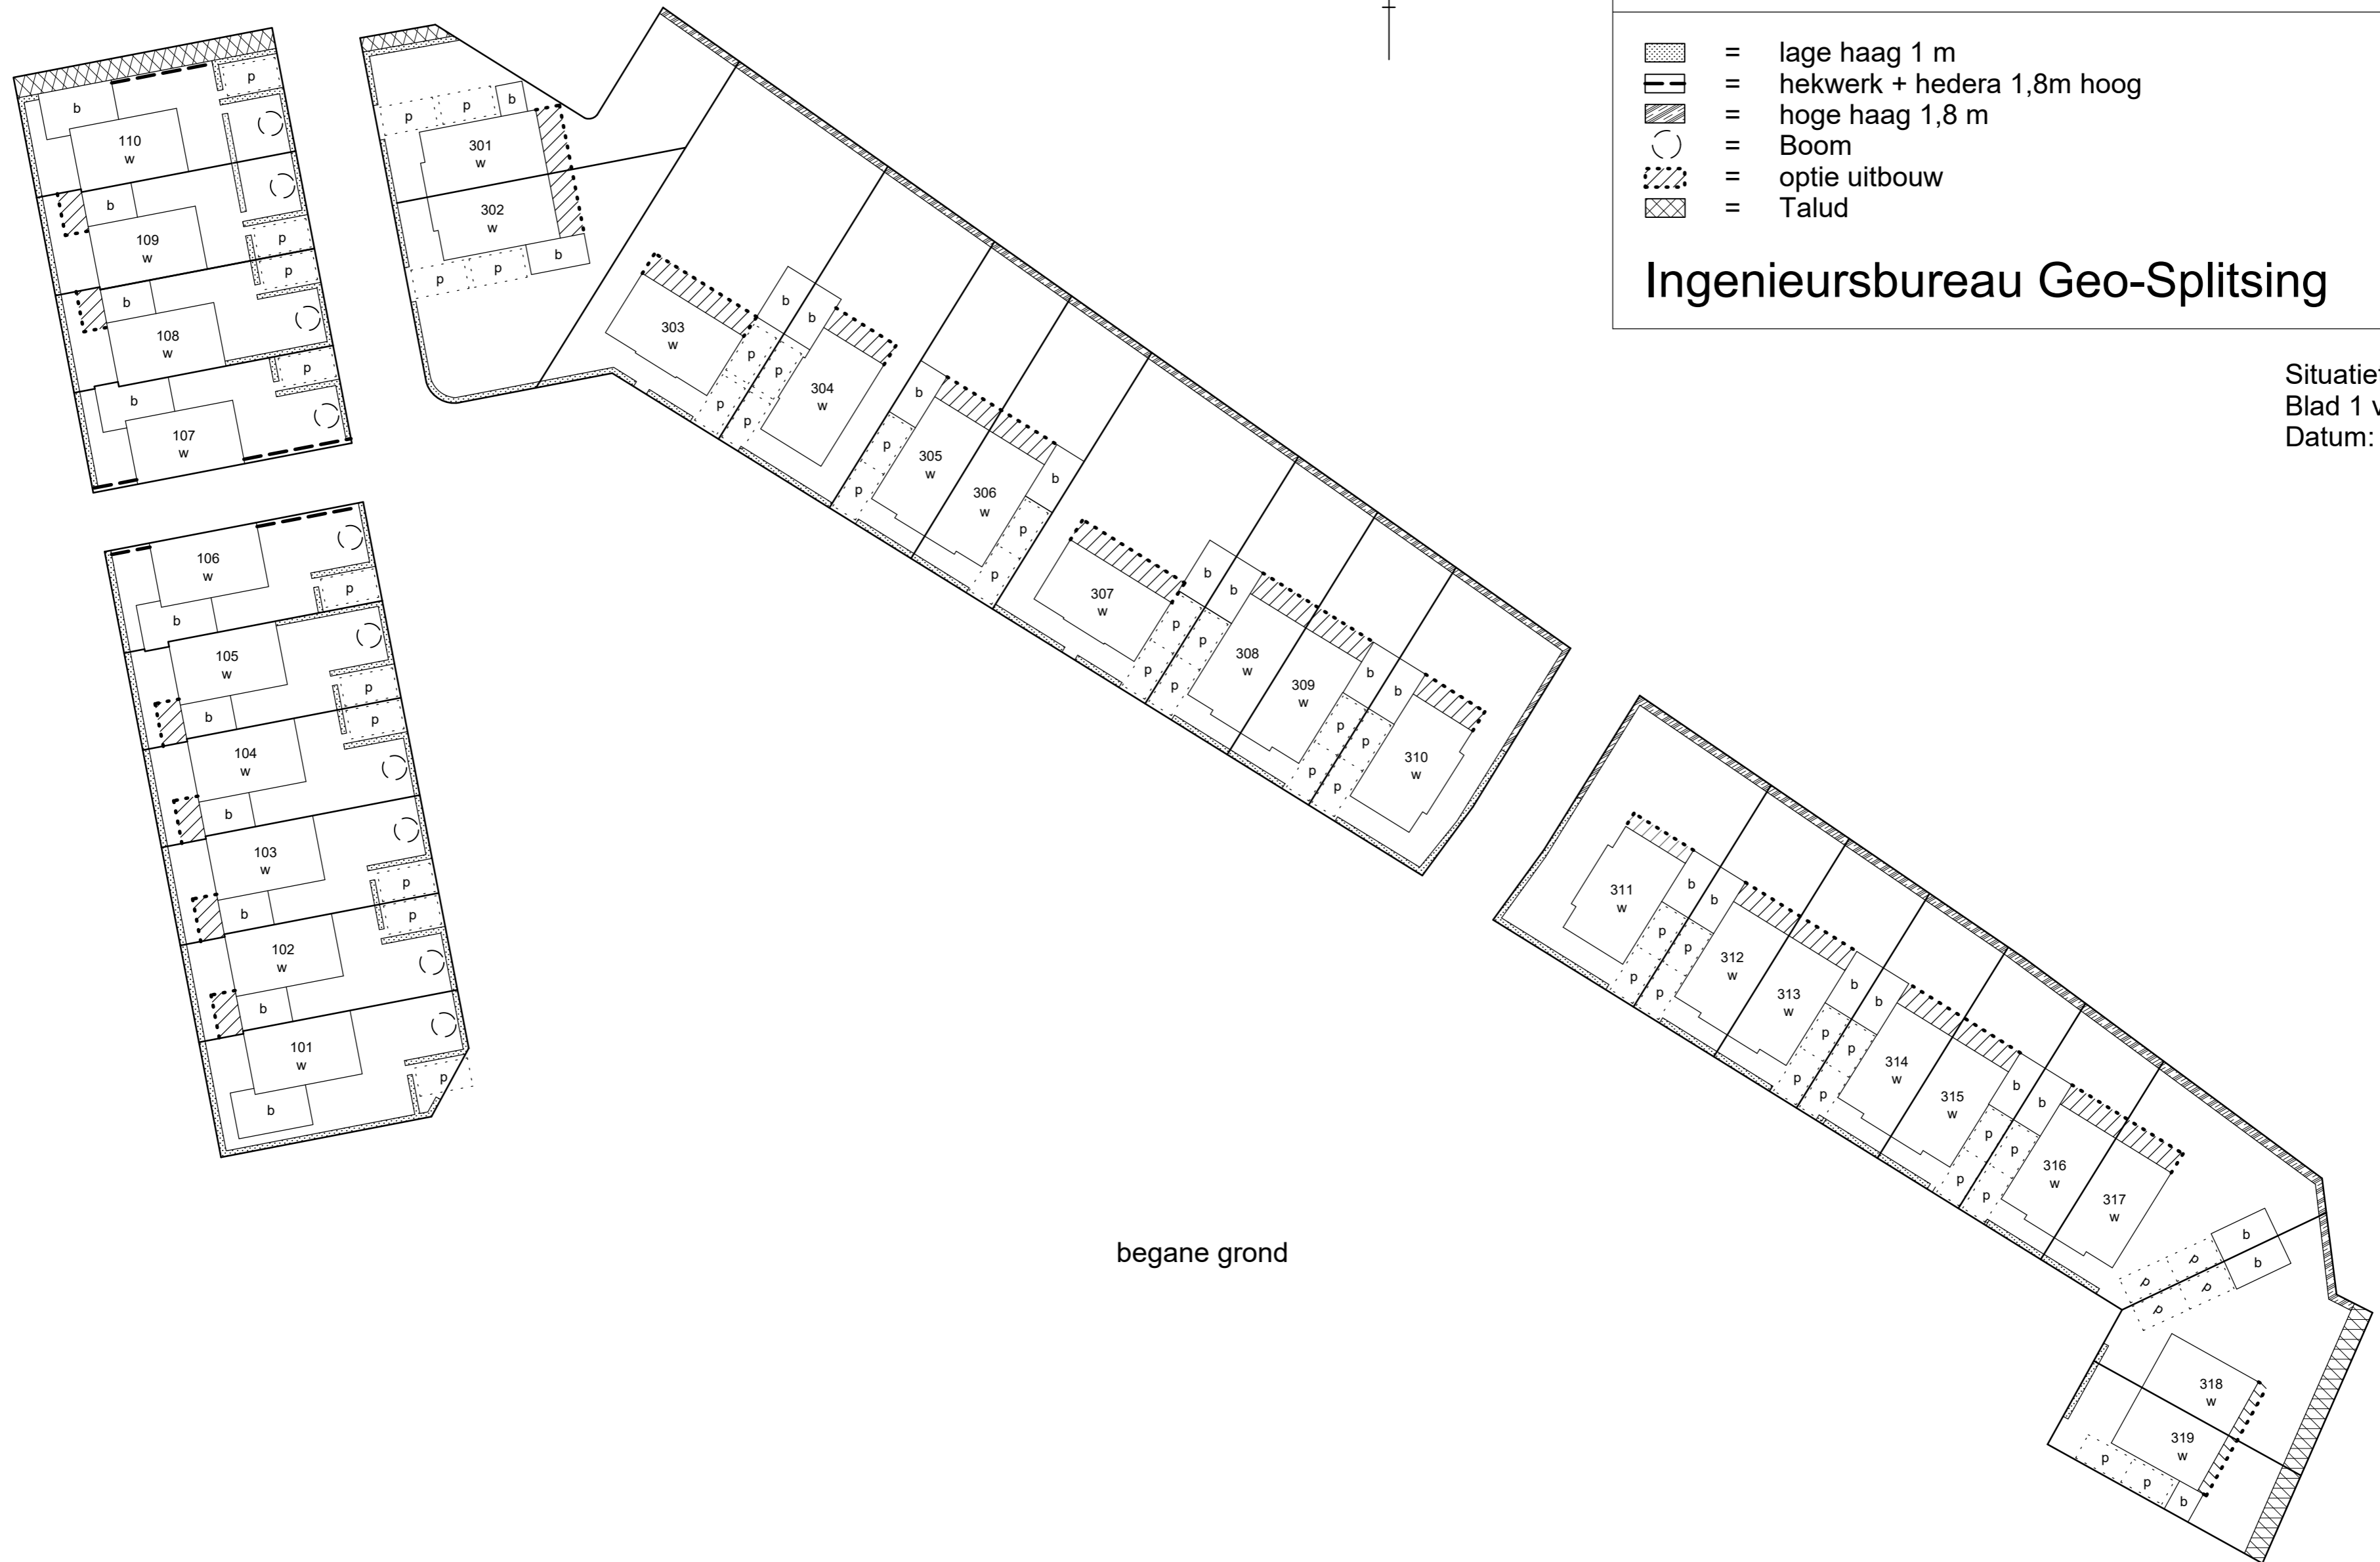 = lage haag 1 m
= hekwerk + hedera 1,8m hoog
= hoge haag 1,8 m
= Boom
= optie uitbouw
= Talud
Ingenieursbureau Geo-Splitsing
Blad 1
Datum:
p
b
110
w
b
109
w
p
p
b
108
w
p
b
107
w
p
p
b
301
w
302
w
p
p
b
303
w
b
b
p
p
p
p
304
w
b
p
p
305
w
306
w
b
p
p
307
w
b
b
p
p
p
p
308
w
309
w
b
b
p
p
p
p
310
w
106
w
b
p
105
w
b
p
p
104
w
b
103
w
b
p
p
102
w
b
101
w
b
p
311
w
b
b
p
p
p
p
312
w
313
w
b
b
p
p
p
p
314
w
315
w
b
b
p
p
p
p
316
w
317
w
b
b
p
p
p
p
318
w
319
w
p
p
b
begane grond